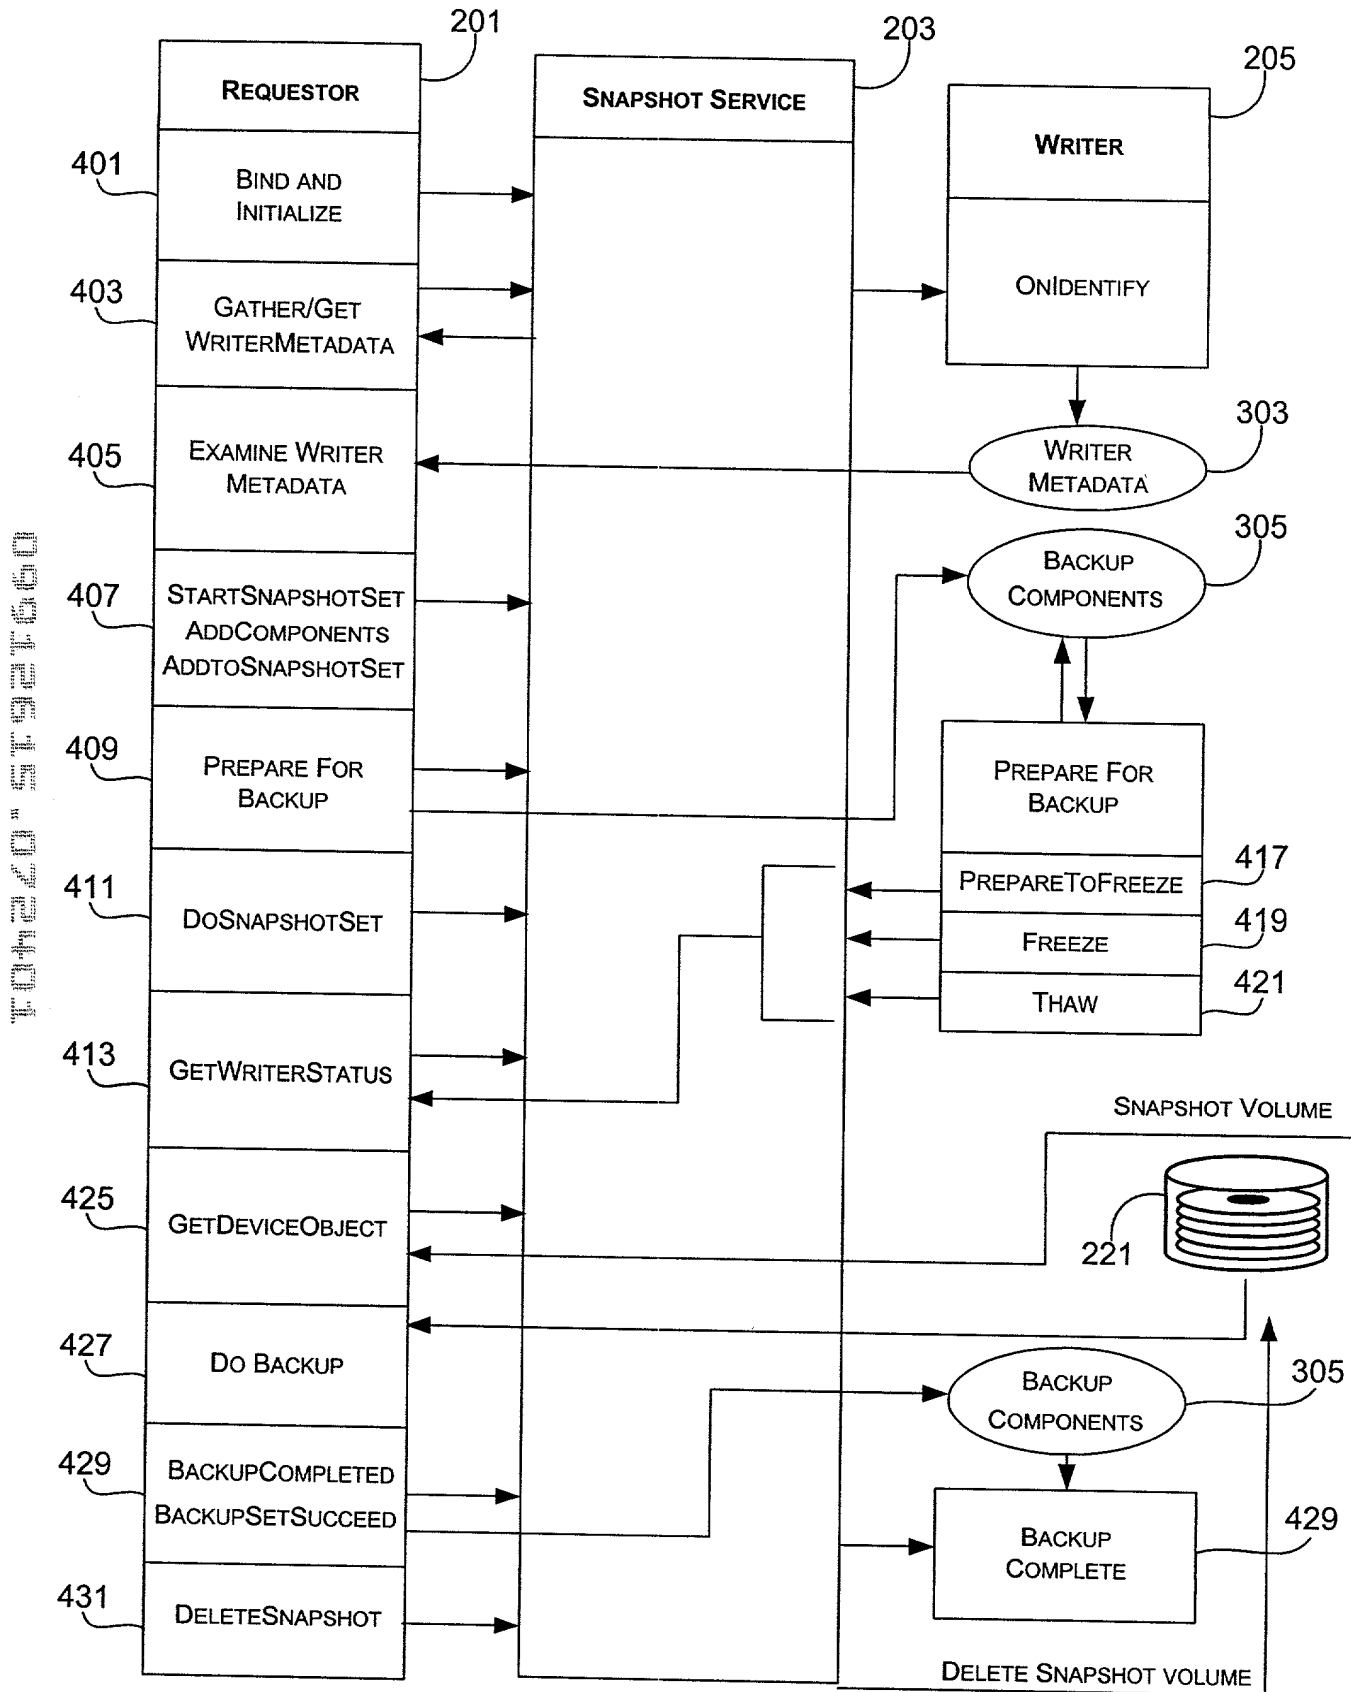 201
203
205
REQUESTOR
SNAPSHOT SERVICE
WRITER
401
BIND AND
INITIALIZE
403
GATHER/GET
WRITERMETADATA
ONIDENTIFY
405
EXAMINE WRITER
METADATA
303
WRITER
METADATA
305
BACKUP
COMPONENTS
407
STARTSNAPSHOTSET
ADDCOMPONENTS
ADDTOSNAPSHOTSET
409
PREPARE FOR
BACKUP
PREPARE FOR
BACKUP
411
DOSNAPSHOTSET
PREPARETOFREEZE
417
FREEZE
419
THAW
421
413
GETWRITERSTATUS
SNAPSHOT VOLUME
425
GETDEVICEOBJECT
221
427
DO BACKUP
BACKUP
COMPONENTS
305
429
BACKUPCOMPLETED
BACKUPSETSUCCEED
BACKUP
COMPLETE
429
431
DELETESNAPSHOT
DELETE SNAPSHOT VOLUME